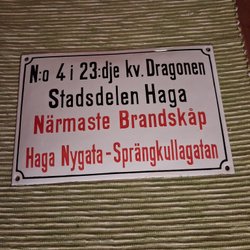 N:o 4 i 23:dje kv. Dragonen
Stadsdelen Haga
Närmaste Brandskåp
Haga Nygata - Sprängkullagatan